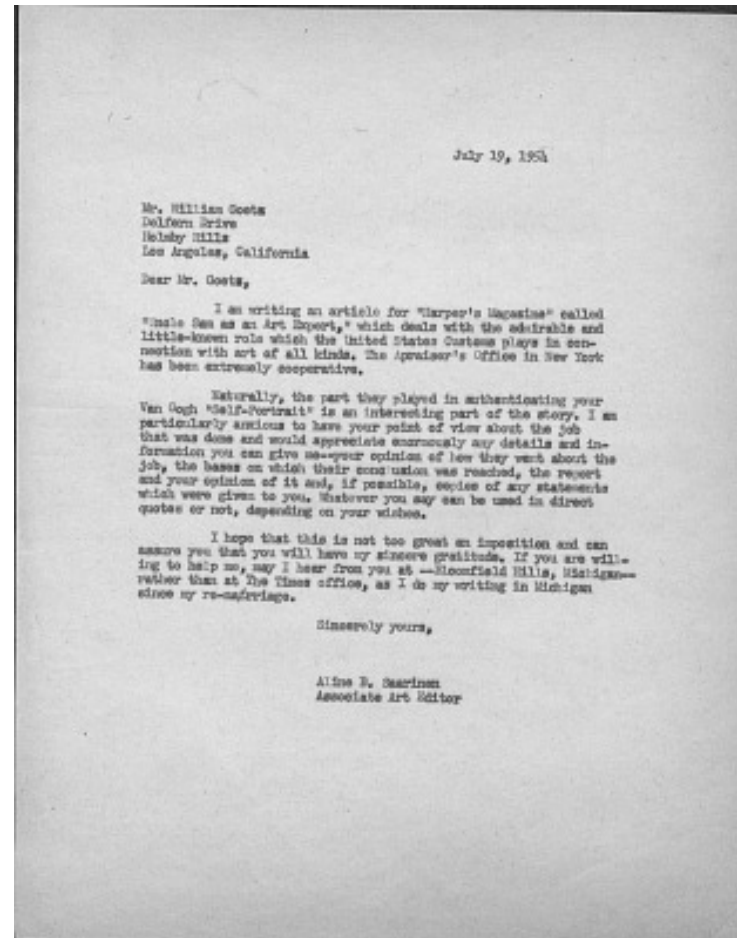 July 19, 1954
Mr. William Goetz
Delfern Drive
Holmby Hills
Los Angeles, California
Dear Mr. Goetz,
I am writing an article for "Harper's Magazine" called
"Uncle Sam as an Art Expert," which deals with the admirable and
little-known role which the United States Customs plays in con-
nection with art of all kinds. The Apraiser's Office in New York
has been extremely cooperative.
Naturally, the part they played in authenticating your
Van Gogh "Self-Portrait" is an interesting part of the story. I am
particularly anxious to have your point of view about the job
that was done and would appreciate enormously any details and in-
formation you can give me--your opinion of how they went about the
job, the bases on which their conclusion was reached, the report
and your opinion of it and, if possible, copies of any statements
which were given to you. Whatever you say can be used in direct
quotes or not, depending on your wishes.
I hope that this is not too great an imposition and can
assure you that you will have my sincere gratitude. If you are will-
ing to help me, may I hear from you at --Bloomfield Hills, Michigan--
rather than at The Times office, as I do my writing in Michigan
since my re-marriage.
Sincerely yours,
Aline B. Saarinen
Associate Art Editor